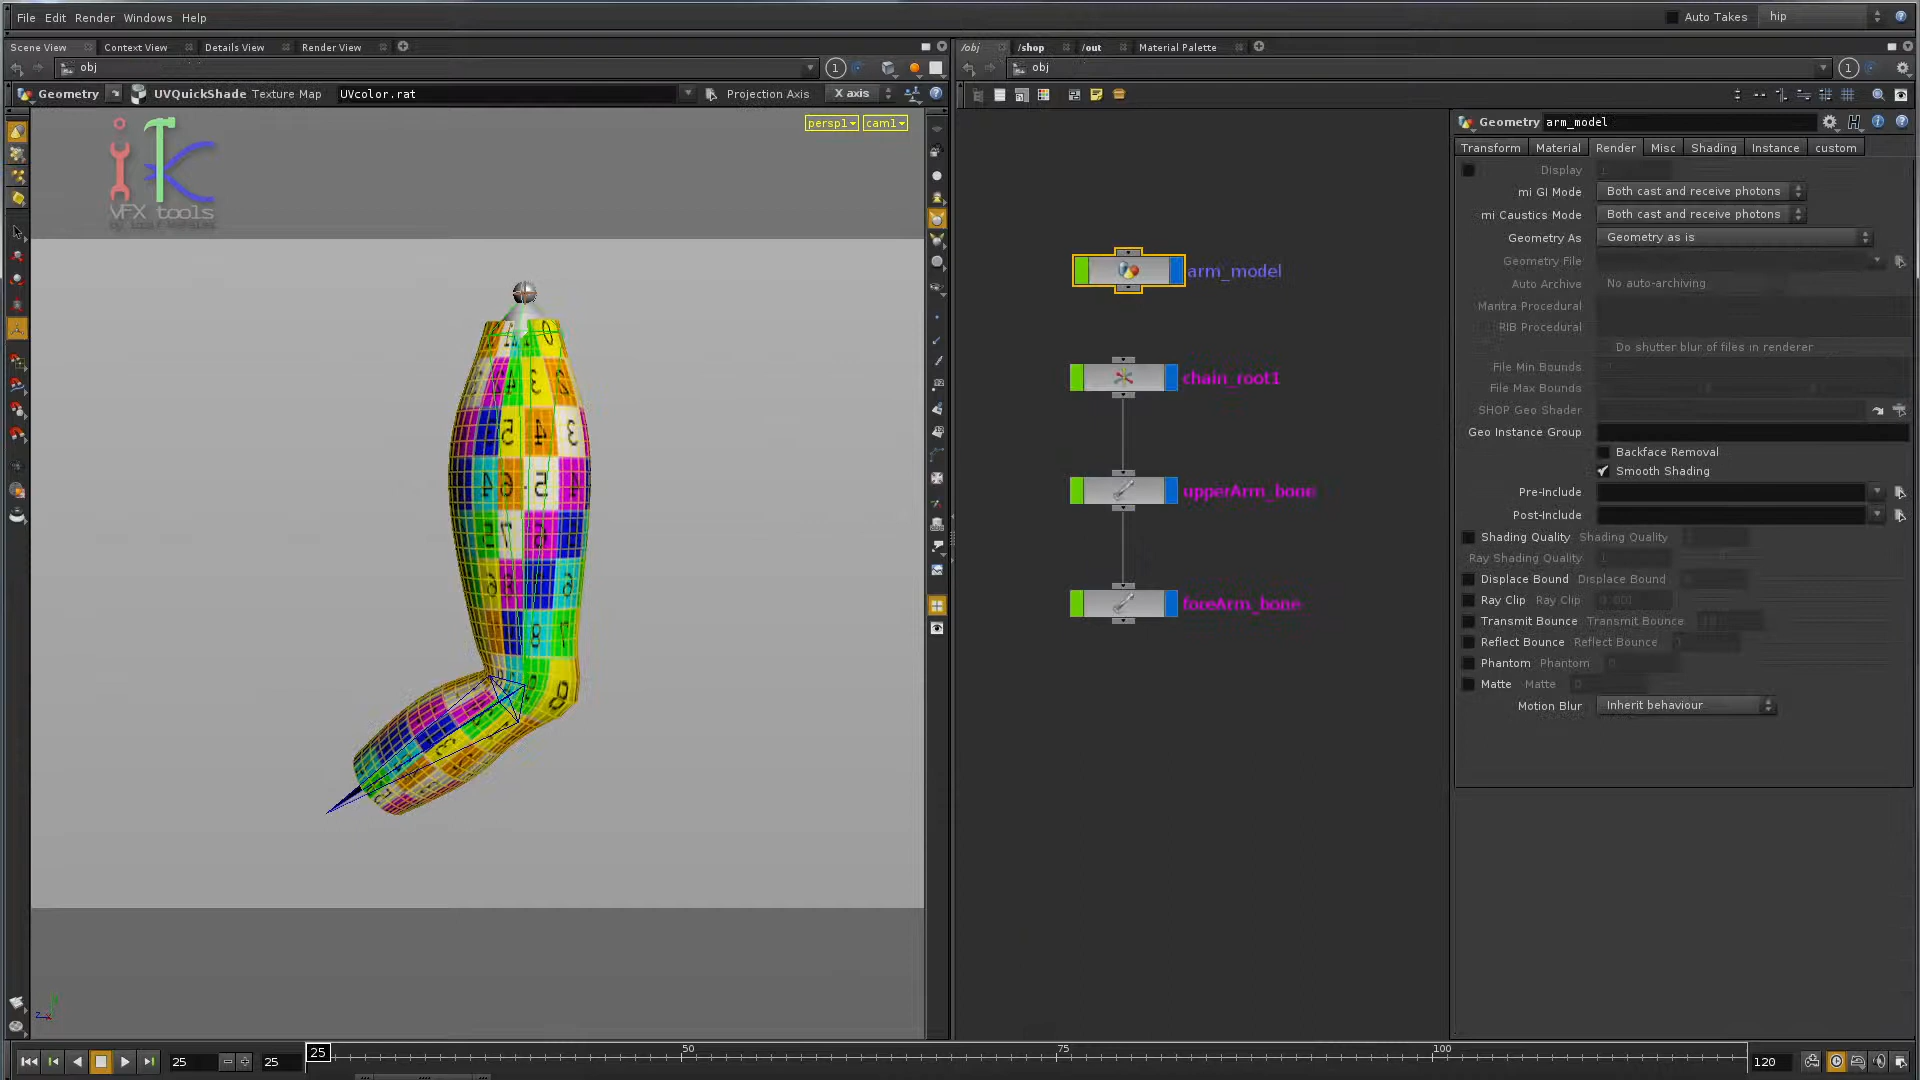 File Edit Render Windows Help
Auto Takes hip
Scene View Context View Details View Render View
/obj /shop /out Material Palette
obj 1
obj 1
Geometry UVQuickShade Texture Map UVcolor.rat Projection Axis X axis
persp1 cam1
VFX tools
arm_model
chain_root1
upperArm_bone
foreArm_bone
Geometry arm_model
Transform Material Render Misc Shading Instance custom
Display 1
mi GI Mode Both cast and receive photons
mi Caustics Mode Both cast and receive photons
Geometry As Geometry as is
Geometry File
Auto Archive No auto-archiving
Mantra Procedural
RIB Procedural
Do shutter blur of files in renderer
File Min Bounds
File Max Bounds
SHOP Geo Shader
Geo Instance Group
Backface Removal
Smooth Shading
Pre-Include
Post-Include
Shading Quality Shading Quality
Ray Shading Quality 1
Displace Bound Displace Bound
Ray Clip Ray Clip
Transmit Bounce Transmit Bounce
Reflect Bounce Reflect Bounce
Phantom Phantom 0
Matte Matte 0
Motion Blur Inherit behaviour
25 25 25 50 75 100 120